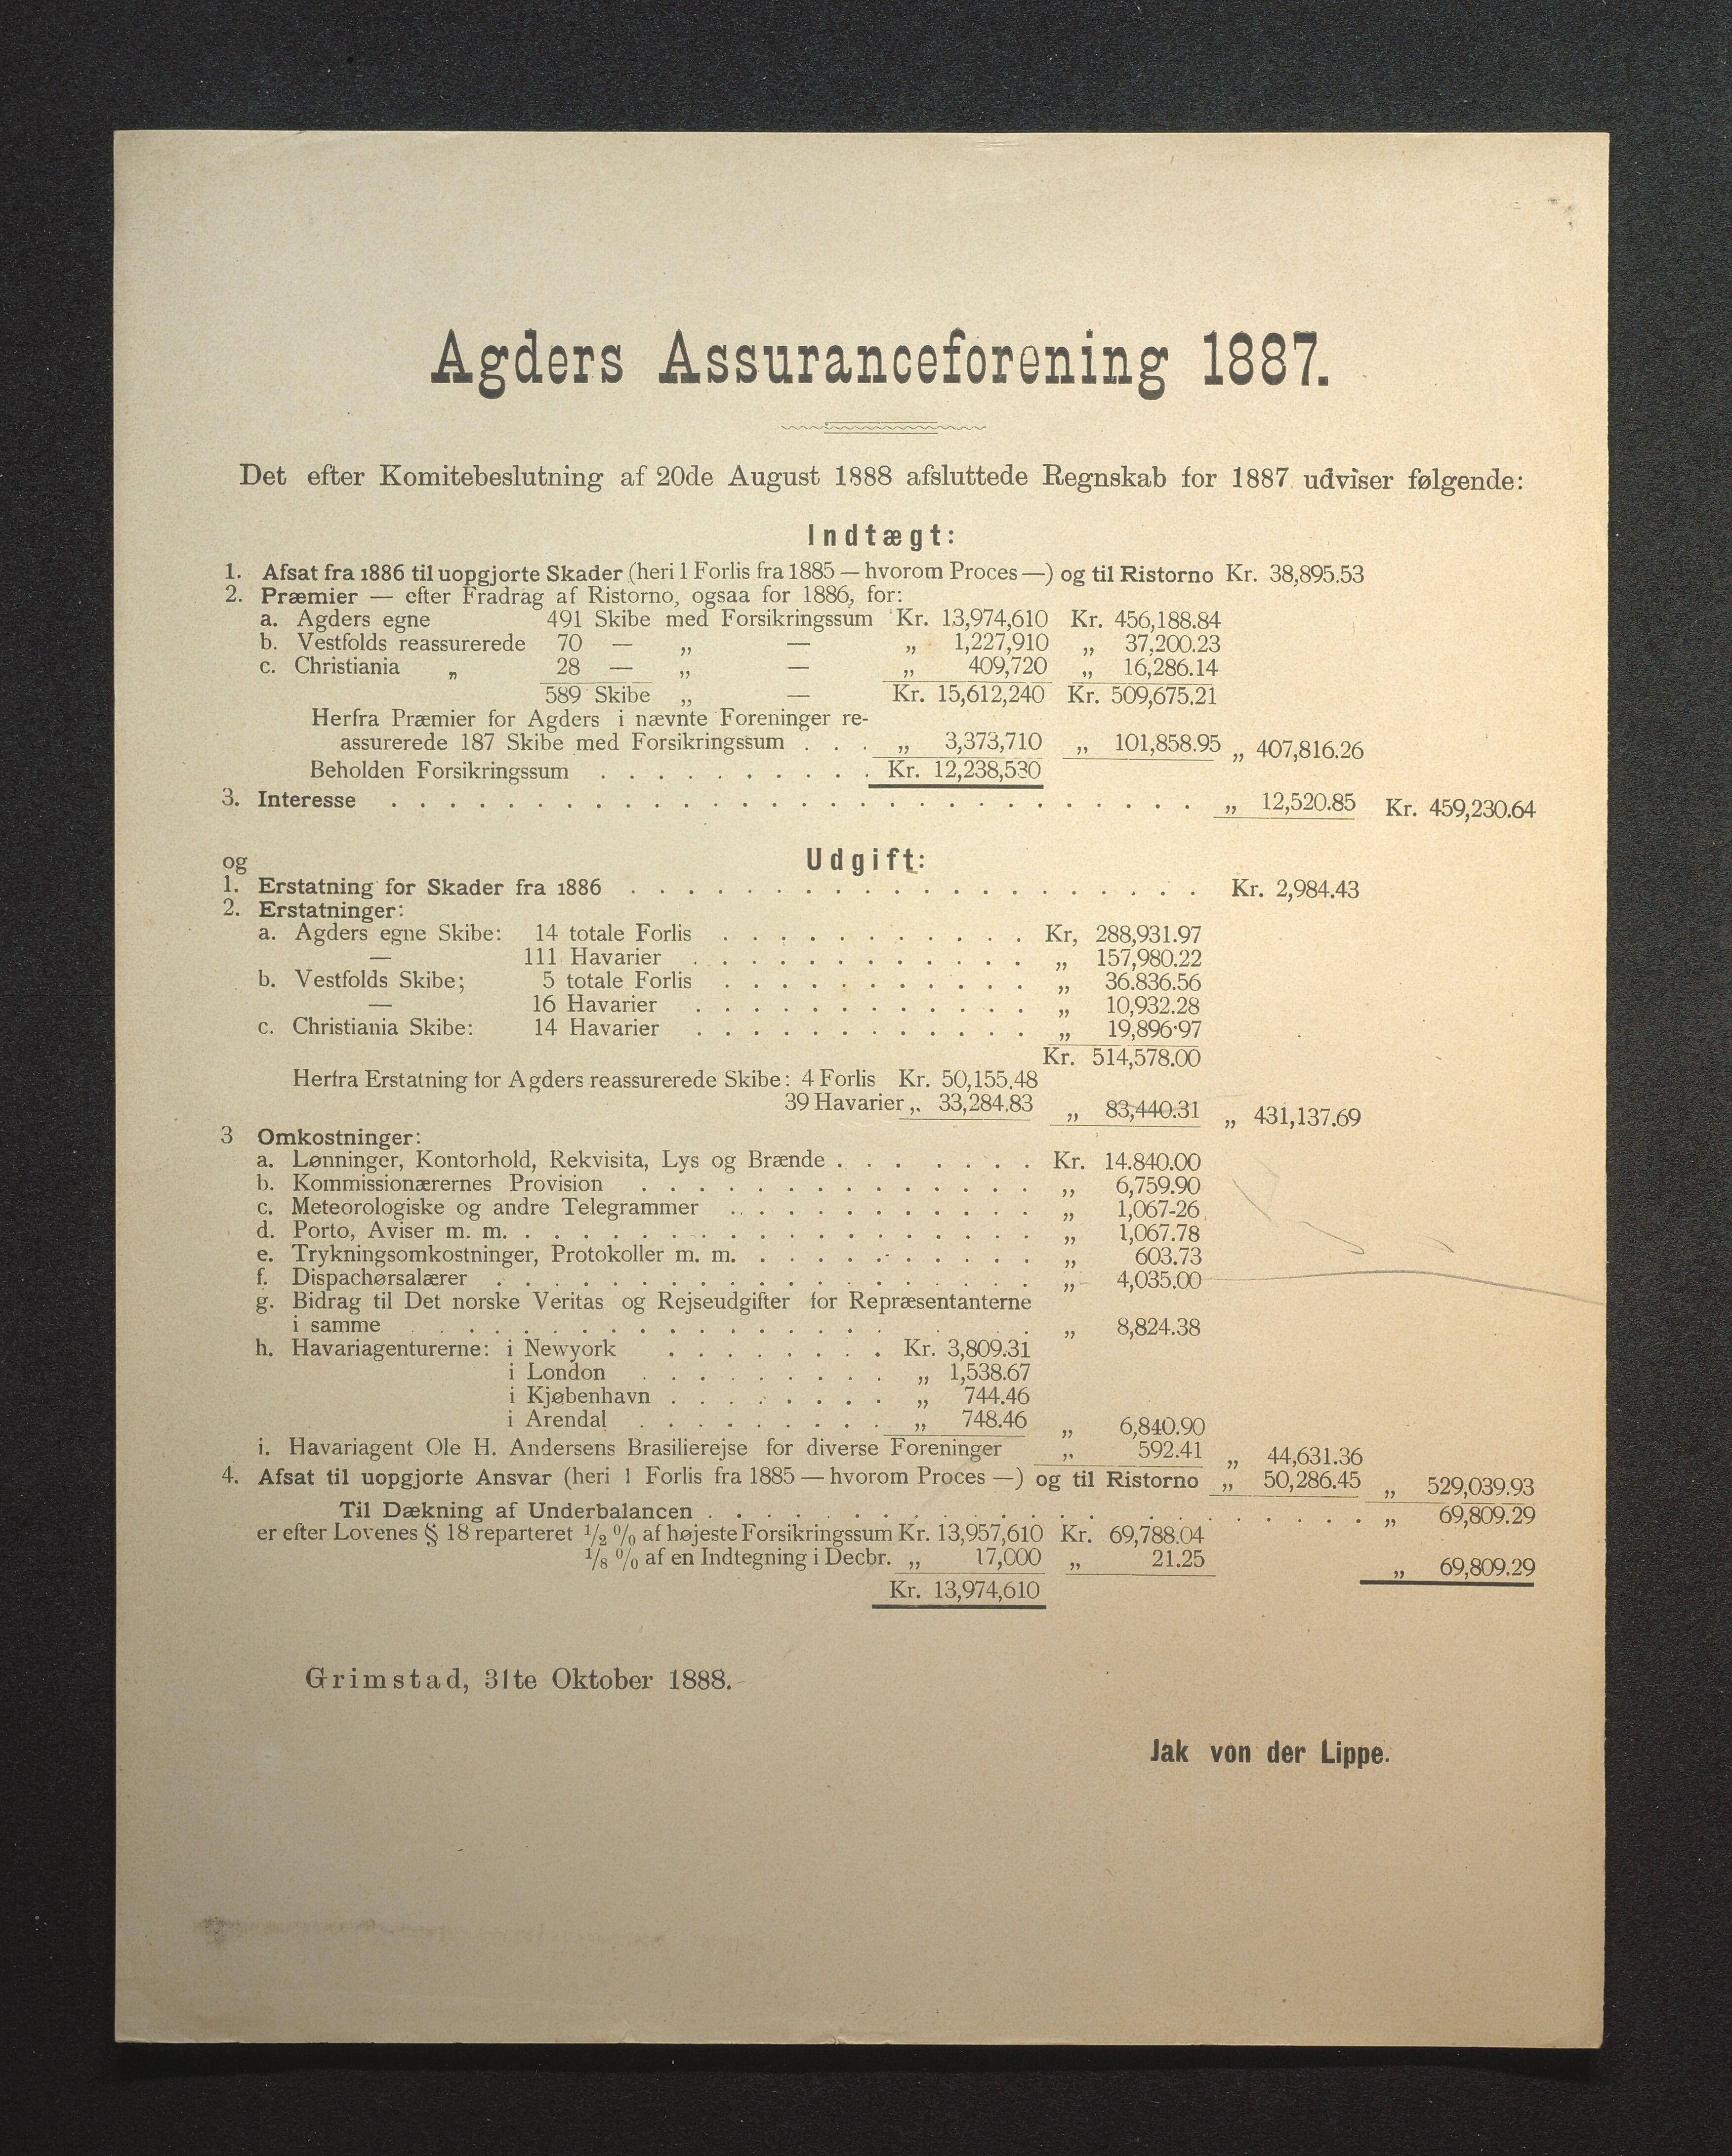 Agders Assuranceforening 1887.
Det efter Komitebeslutning af 20de August 1888 afsluttede Regnskab for 1887 udviser følgende:
Indtægt:
1. Afsat fra 1886 til uopgjorte Skader (heri 1 Forlis fra 1885 — hvorom Proces —) og til Ristorno Kr. 38,895.53
2. Præmier — efter Fradrag af Ristorno, ogsaa for 1886, for:
a. Agders egne 491 Skibe med Forsikringssum Kr. 13,974,610 Kr. 456,188.84
b. Vestfolds reassurerede 70 — „ — „ 1,227,910 „ 37,200.23
c. Christiania „ 28 — „ — „ 409,720 „ 16,286.14
589 Skibe „ — Kr. 15,612,240 Kr. 509,675.21
Herfra Præmier for Agders i nævnte Foreninger re-
assurerede 187 Skibe med Forsikringssum . . . „ 3,373,710 „ 101,858.95 „ 407,816.26
Beholden Forsikringssum . . . . . . . . . . Kr. 12,238,530
3. Interesse . . . . . . . . . . . . . . . . . . . . . . . . . . . . „ 12,520.85 Kr. 459,230.64
og Udgift:
1. Erstatning for Skader fra 1886 . . . . . . . . . . . . . . . . . . . . Kr. 2,984.43
2. Erstatninger:
a. Agders egne Skibe: 14 totale Forlis . . . . . . . . . . . Kr, 288,931.97
— 111 Havarier . . . . . . . . . . . . „ 157,980.22
b. Vestfolds Skibe; 5 totale Forlis . . . . . . . . . . . „ 36.836.56
— 16 Havarier . . . . . . . . . . . . „ 10,932.28
c. Christiania Skibe: 14 Havarier . . . . . . . . . . . . „ 19,896·97
Kr. 514,578.00
Herfra Erstatning for Agders reassurerede Skibe: 4 Forlis Kr. 50,155.48
39 Havarier „. 33,284.83 „ 83,440.31 „ 431,137.69
3 Omkostninger:
a. Lønninger, Kontorhold, Rekvisita, Lys og Brænde . . . . . . . Kr. 14.840.00
b. Kommissionærernes Provision . . . . . . . . . . . . . . „ 6,759.90
c. Meteorologiske og andre Telegrammer . . . . . . . . . . . „ 1,067-26
d. Porto, Aviser m. m. . . . . . . . . . . . . . . . . . . . „ 1,067.78
e. Trykningsomkostninger, Protokoller m. m. . . . . . . . . . . „ 603.73
f. Dispachørsalærer . . . . . . . . . . . . . . . . . . . „ 4,035.00
g. Bidrag til Det norske Veritas og Rejseudgifter for Repræsentanterne
i samme . . . . . . . . . . . . . . . . . . . . . . „ 8,824.38
h. Havariagenturerne: i Newyork . . . . . . . . Kr. 3,809.31
i London . . . . . . . . . „ 1,538.67
i Kjøbenhavn . . . . . . . . „ 744.46
i Arendal . . . . . . . . . „ 748.46 „ 6,840.90
i. Havariagent Ole H. Andersens Brasilierejse for diverse Foreninger „ 592.41 „ 44,631.36
4. Afsat til uopgjorte Ansvar (heri 1 Forlis fra 1885 — hvorom Proces —) og til Ristorno „ 50,286.45 „ 529,039.93
Til Dækning af Underbalancen . . . . . . . . . . . . . . . . . . . . . . . „ 69,809.29
er efter Lovenes § 18 reparteret 1/2 % af højeste Forsikringssum Kr. 13,957,610 Kr. 69,788.04
1/8 % af en Indtegning i Decbr. „ 17,000 „ 21.25 „ 69,809.29
Kr. 13,974,610
Grimstad, 31te Oktober 1888.
Jak von der Lippe.